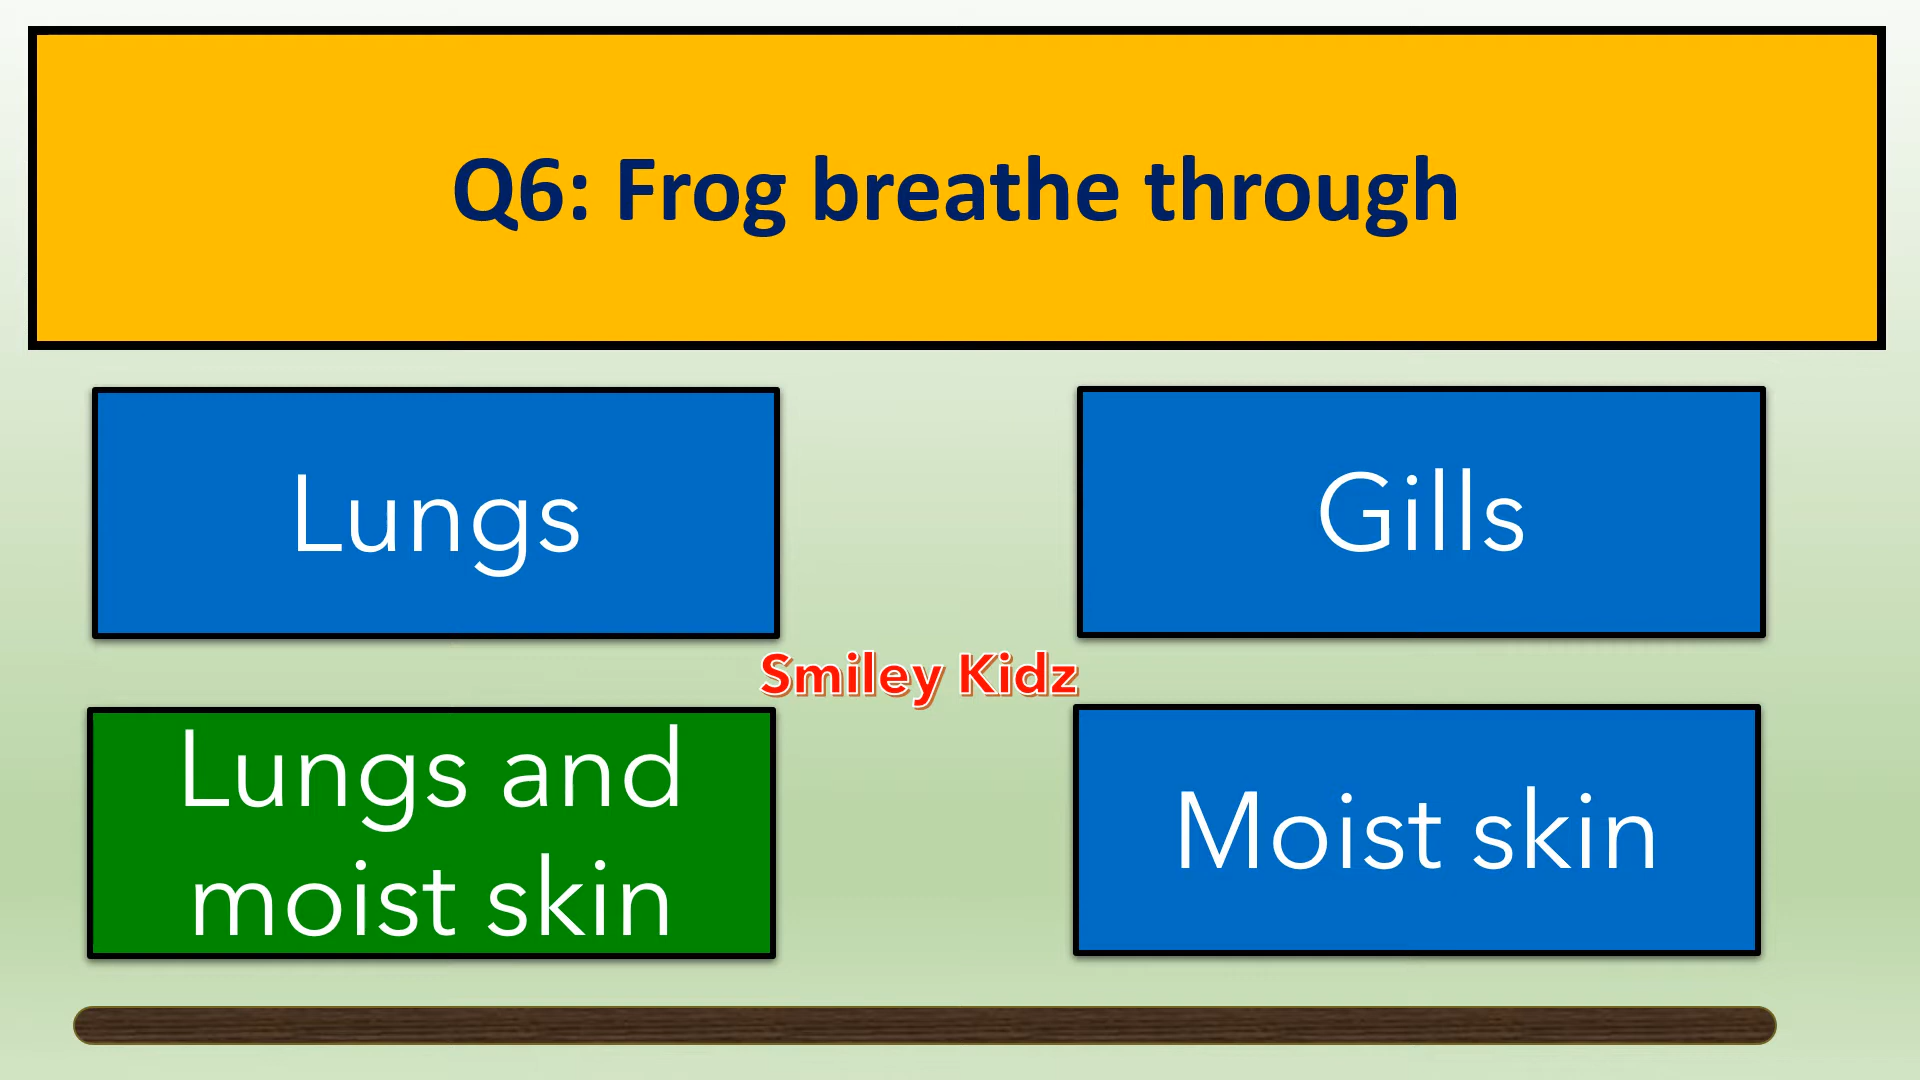 Q6: Frog breathe through
Lungs
Gills
Smiley Kidz
Lungs and
moist skin
Moist skin